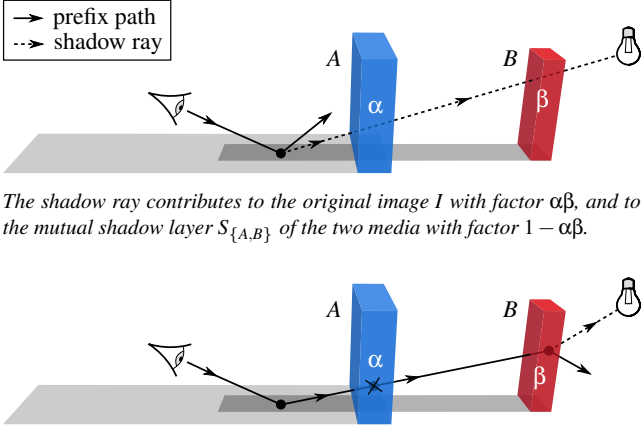 prefix path
shadow ray
A
B
α
β
The shadow ray contributes to the original image I with factor αβ, and to
the mutual shadow layer S{A,B} of the two media with factor 1 − αβ.
A
B
α
β